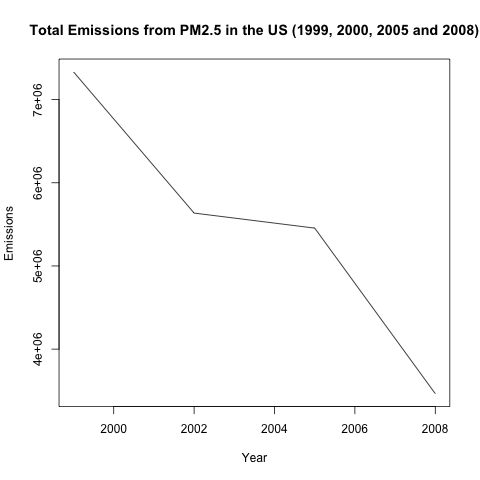 Total Emissions from PM2.5 in the US (1999, 2000, 2005 and 2008)
7e+06
6e+06
5e+06
4e+06
Emissions
2000 2002 2004 2006 2008
Year